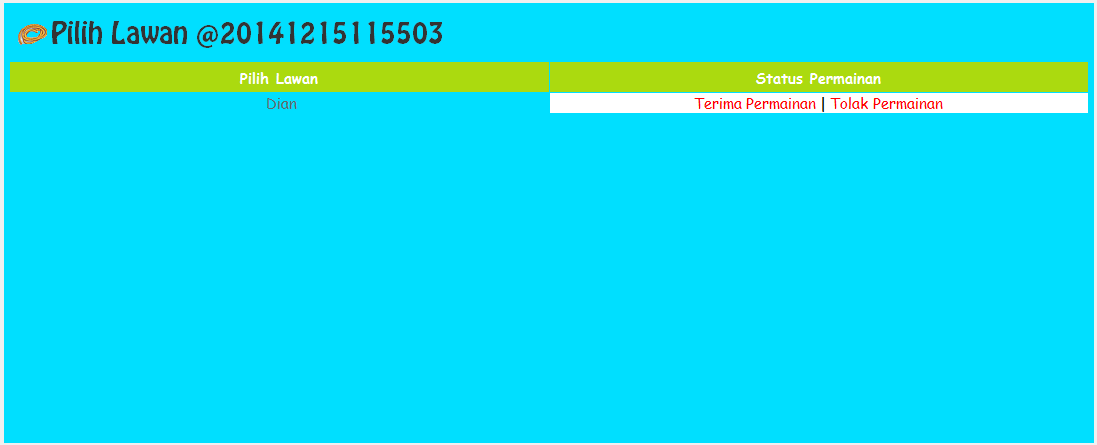 Pilih Lawan @20141215115503
Pilih Lawan Status Permainan
Dian Terima Permainan | Tolak Permainan